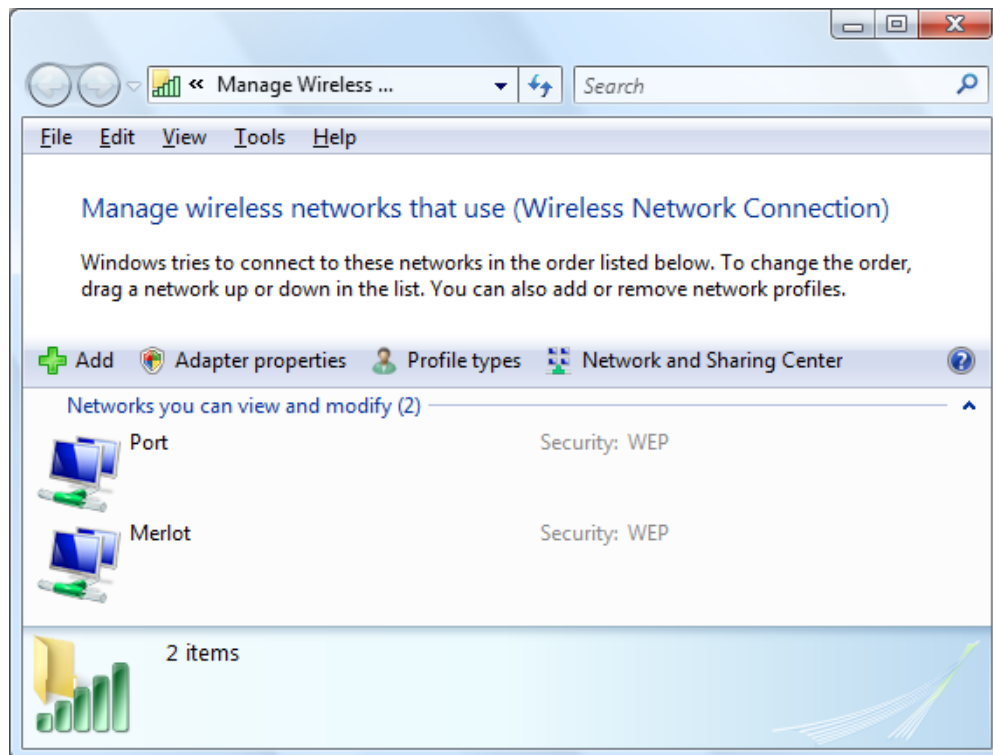 « Manage Wireless ...
Search
File Edit View Tools Help
Manage wireless networks that use (Wireless Network Connection)
Windows tries to connect to these networks in the order listed below. To change the order,
drag a network up or down in the list. You can also add or remove network profiles.
Add Adapter properties Profile types Network and Sharing Center ?
Networks you can view and modify (2)
Port Security: WEP
Merlot Security: WEP
2 items